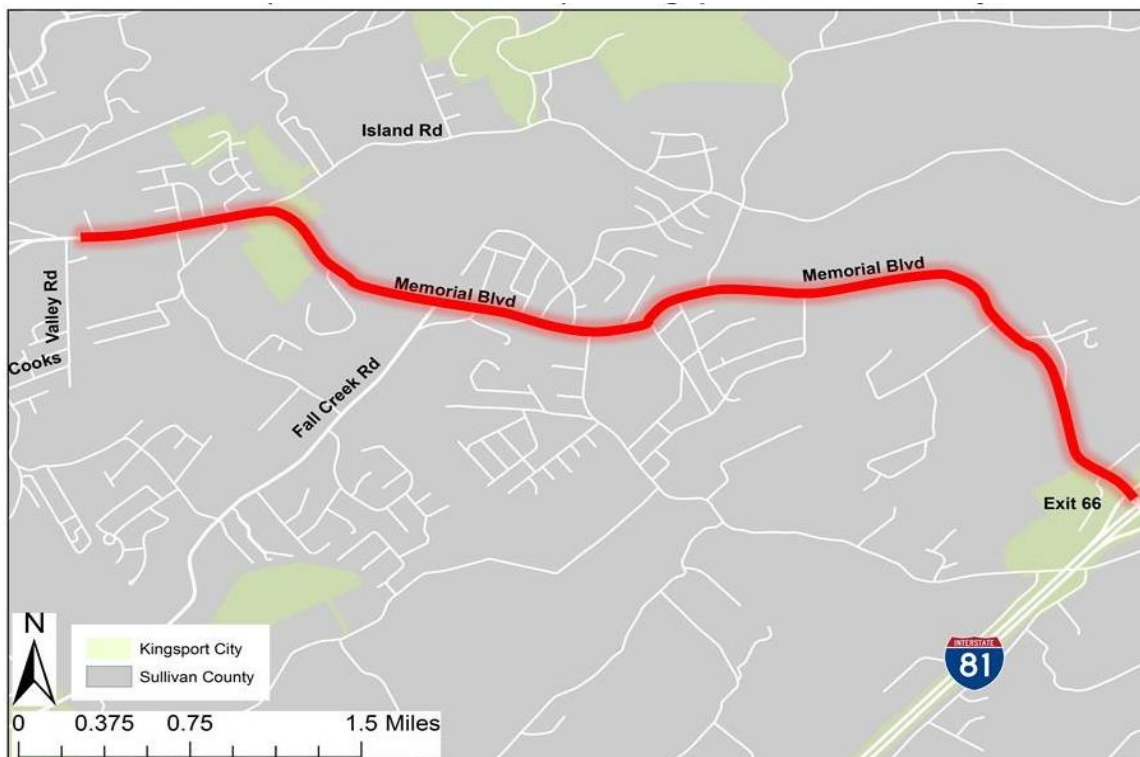 Island Rd
Memorial Blvd
Memorial Blvd
Valley Rd
Cooks
Fall Creek Rd
Exit 66
N
Kingsport City
Sullivan County
INTERSTATE
81
0 0.375 0.75 1.5 Miles